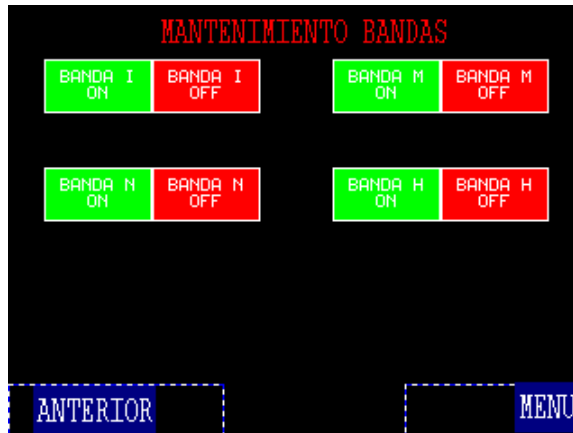 MANTENIMIENTO BANDAS
BANDA I ON
BANDA I OFF
BANDA M ON
BANDA M OFF
BANDA N ON
BANDA N OFF
BANDA H ON
BANDA H OFF
ANTERIOR
MENU